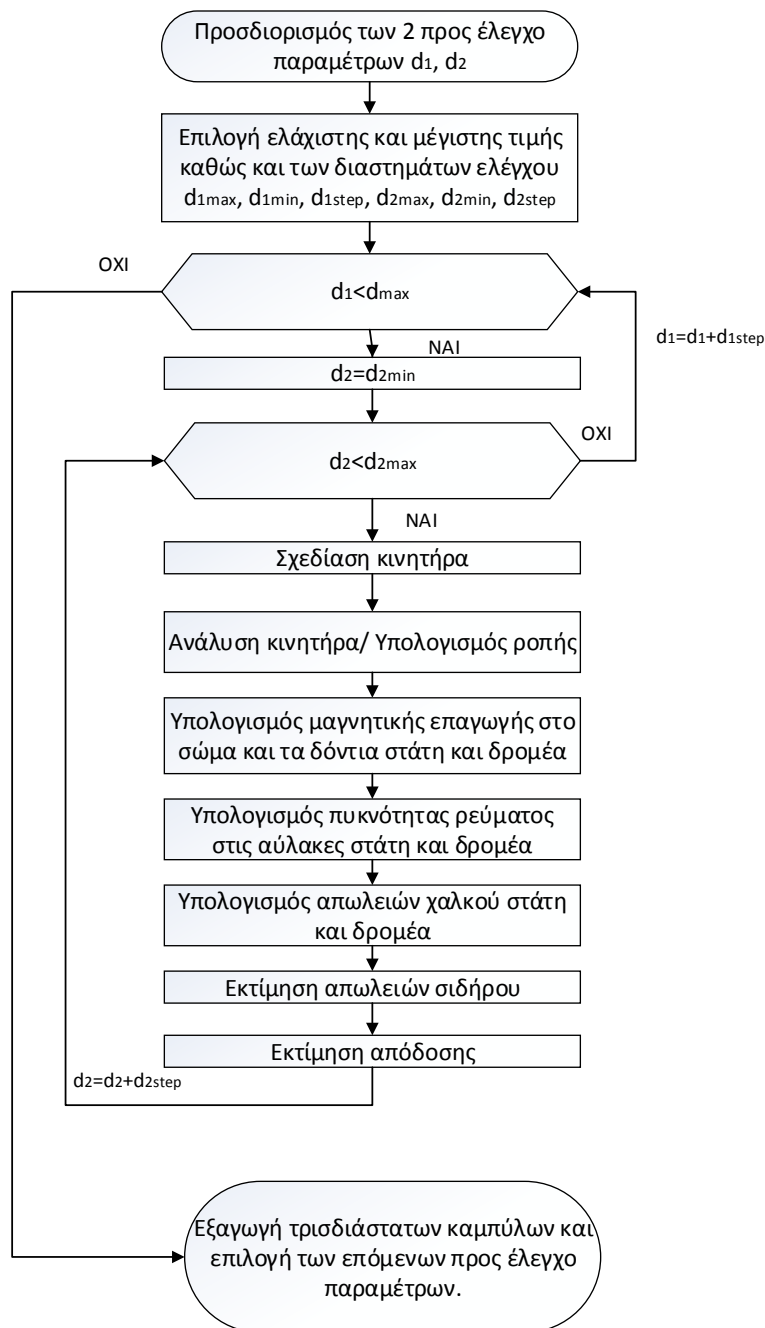 Προσδιορισμός των 2 προς έλεγχο
παραμέτρων d1, d2
Επιλογή ελάχιστης και μέγιστης τιμής
καθώς και των διαστημάτων ελέγχου
d1max, d1min, d1step, d2max, d2min, d2step
ΟΧΙ
d1<dmax
d1=d1+d1step
ΝΑΙ
d2=d2min
ΟΧΙ
d2<d2max
ΝΑΙ
Σχεδίαση κινητήρα
Ανάλυση κινητήρα/ Υπολογισμός ροπής
Υπολογισμός μαγνητικής επαγωγής στο
σώμα και τα δόντια στάτη και δρομέα
Υπολογισμός πυκνότητας ρεύματος
στις αύλακες στάτη και δρομέα
Υπολογισμός απωλειών χαλκού στάτη
και δρομέα
Εκτίμηση απωλειών σιδήρου
Εκτίμηση απόδοσης
d2=d2+d2step
Εξαγωγή τρισδιάστατων καμπύλων και
επιλογή των επόμενων προς έλεγχο
παραμέτρων.